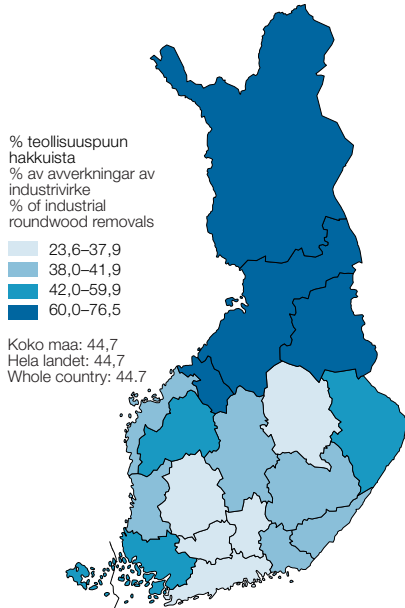 % teollisuuspuun
hakkuista
% av avverkningar av
industrivirke
% of industrial
roundwood removals
23,6–37,9
38,0–41,9
42,0–59,9
60,0–76,5
Koko maa: 44,7
Hela landet: 44,7
Whole country: 44.7